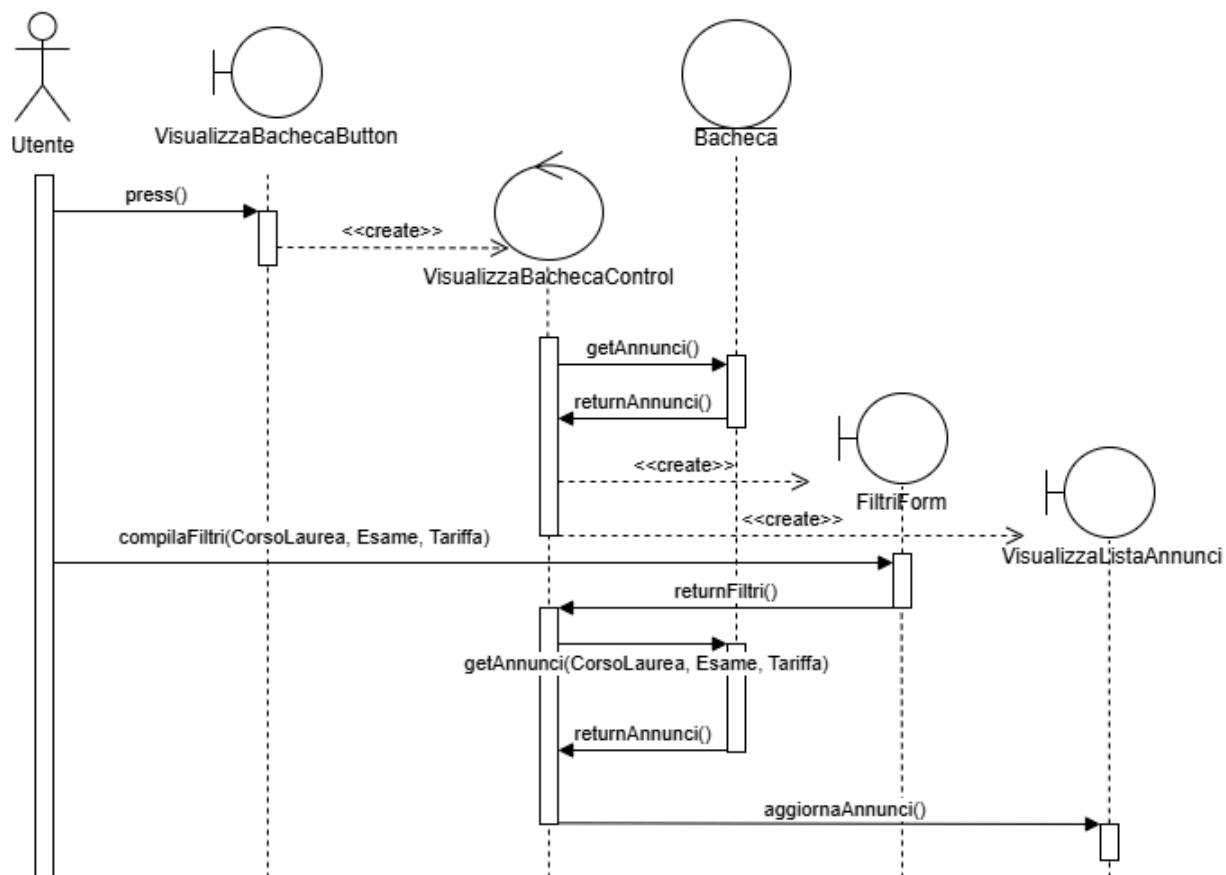 Utente
VisualizzaBachecaButton
Bacheca
press()
<<create>>
VisualizzaBachecaControl
getAnnunci()
returnAnnunci()
<<create>>
FiltriForm
<<create>>
compilaFiltri(CorsoLaurea, Esame, Tariffa)
VisualizzaListaAnnunci
returnFiltri()
getAnnunci(CorsoLaurea, Esame, Tariffa)
returnAnnunci()
aggiornaAnnunci()